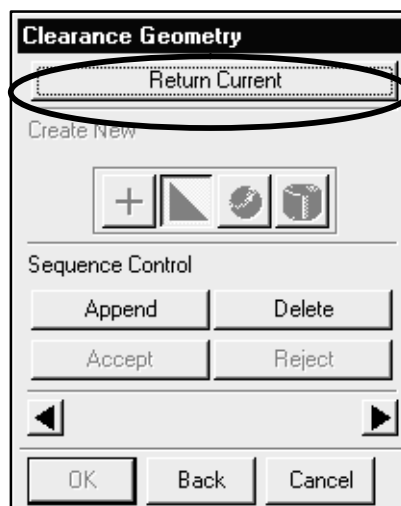 Clearance Geometry
Return Current
Create New
Sequence Control
Append Delete
Accept Reject
OK Back Cancel